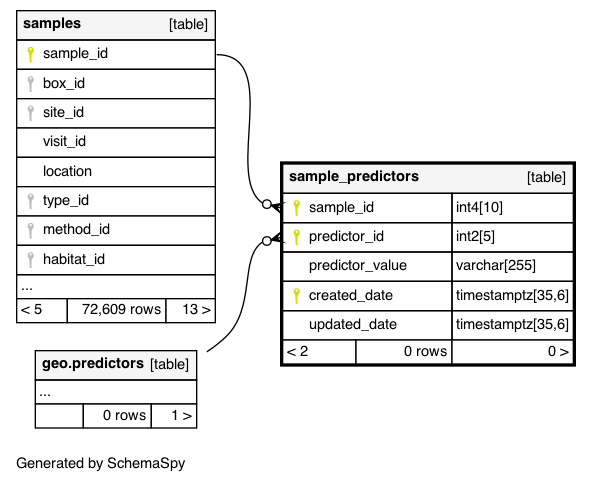 samples [table]
sample_id
box_id
site_id
visit_id
location
type_id
method_id
habitat_id
...
< 5 72,609 rows 13 >
sample_predictors [table]
sample_id int4[10]
predictor_id int2[5]
predictor_value varchar[255]
created_date timestamptz[35,6]
updated_date timestamptz[35,6]
< 2 0 rows 0 >
geo.predictors [table]
...
0 rows 1 >
Generated by SchemaSpy